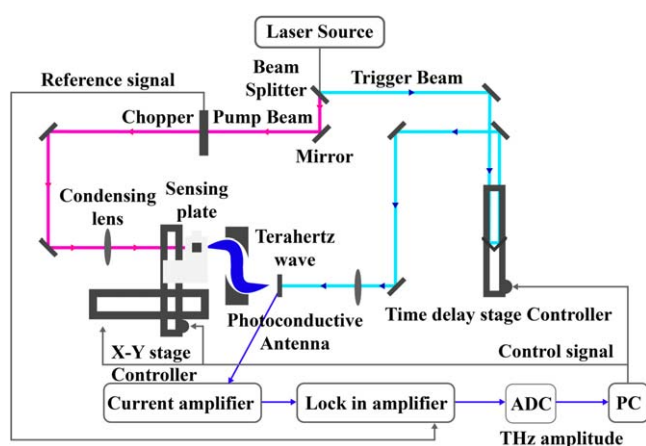 Laser Source
Reference signal
Beam
Splitter
Trigger Beam
Chopper
Pump Beam
Mirror
Condensing
lens
Sensing
plate
Terahertz
wave
Photoconductive
Antenna
Time delay stage Controller
X-Y stage
Controller
Control signal
Current amplifier
Lock in amplifier
ADC
PC
THz amplitude